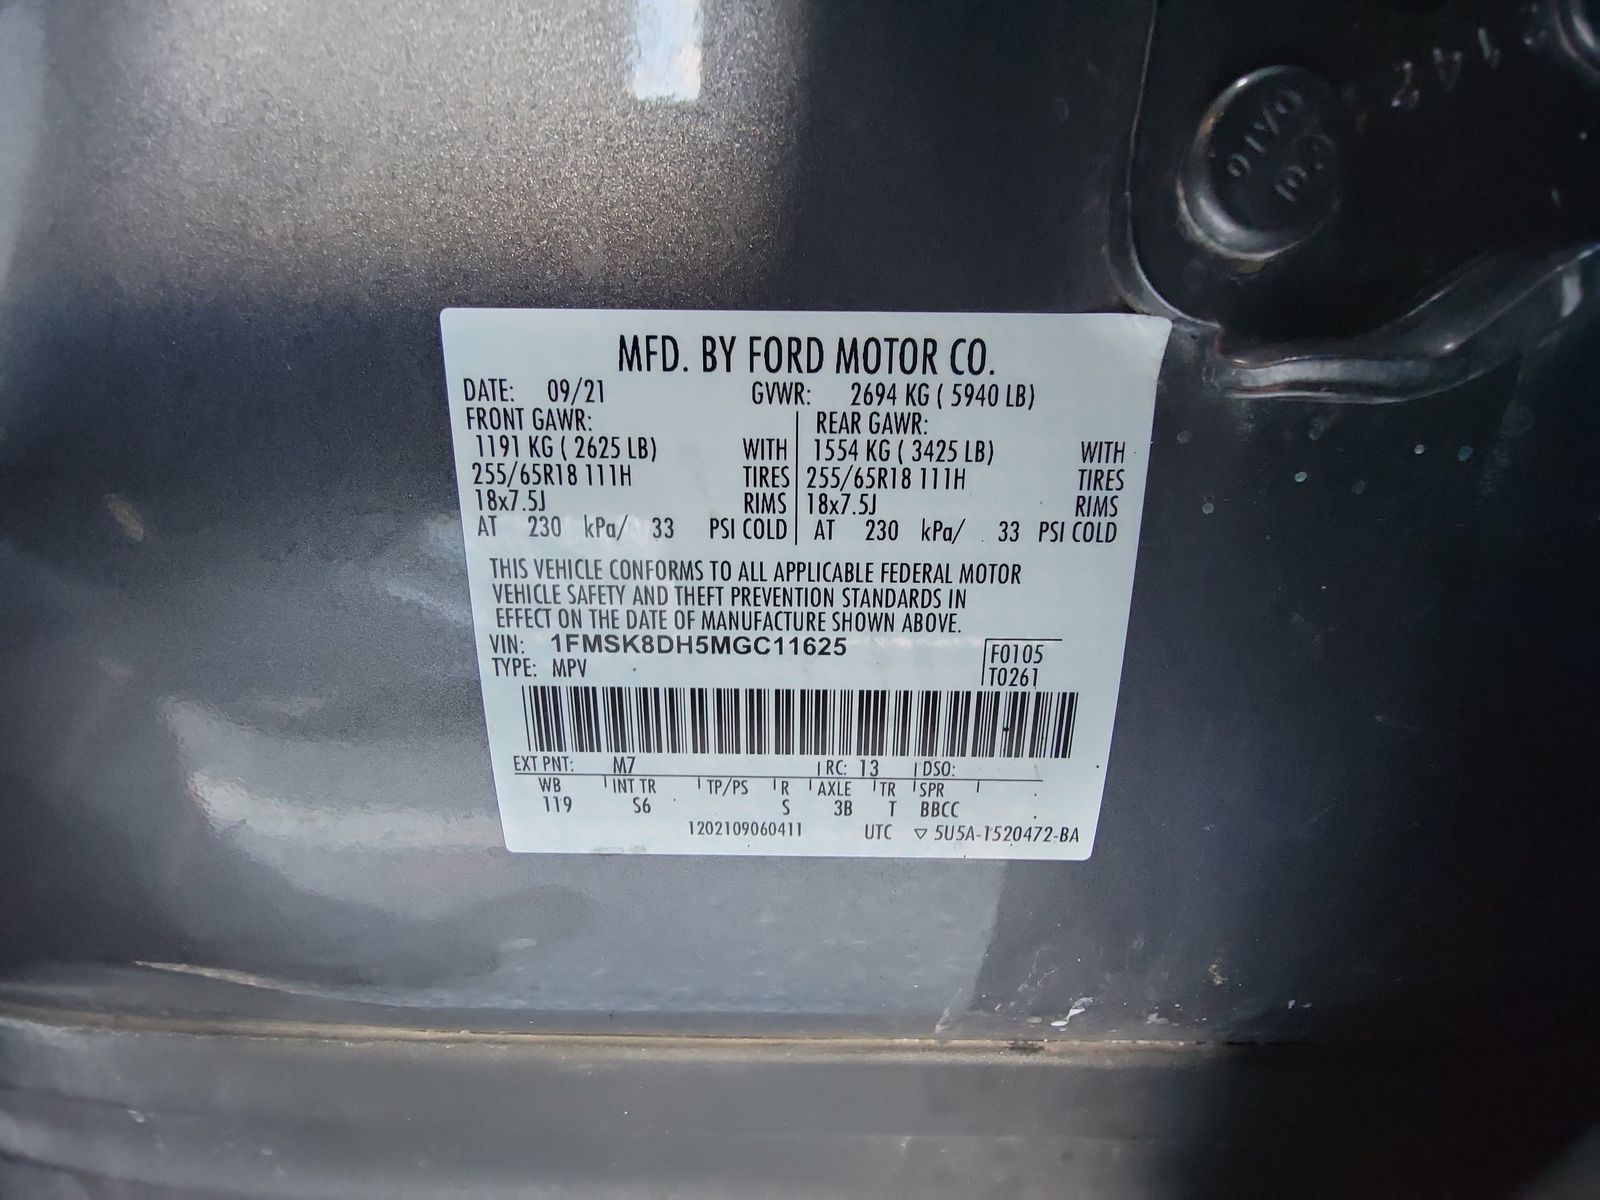 MFD. BY FORD MOTOR CO.
DATE: 09/21 GVWR: 2694 KG ( 5940 LB)
FRONT GAWR: REAR GAWR:
1191 KG ( 2625 LB) WITH 1554 KG ( 3425 LB) WITH
255/65R18 111H TIRES 255/65R18 111H TIRES
18x7.5J RIMS 18x7.5J RIMS
AT 230 kPa/ 33 PSI COLD AT 230 kPa/ 33 PSI COLD
THIS VEHICLE CONFORMS TO ALL APPLICABLE FEDERAL MOTOR
VEHICLE SAFETY AND THEFT PREVENTION STANDARDS IN
EFFECT ON THE DATE OF MANUFACTURE SHOWN ABOVE.
VIN: 1FMSK8DH5MGC11625 F0105
TYPE: MPV T0261
EXT PNT: M7 RC: 13 DSO:
WB INT TR TP/PS R AXLE TR SPR
119 S6 S 3B T BBCC
1202109060411 UTC ▽ 5U5A-1520472-BA